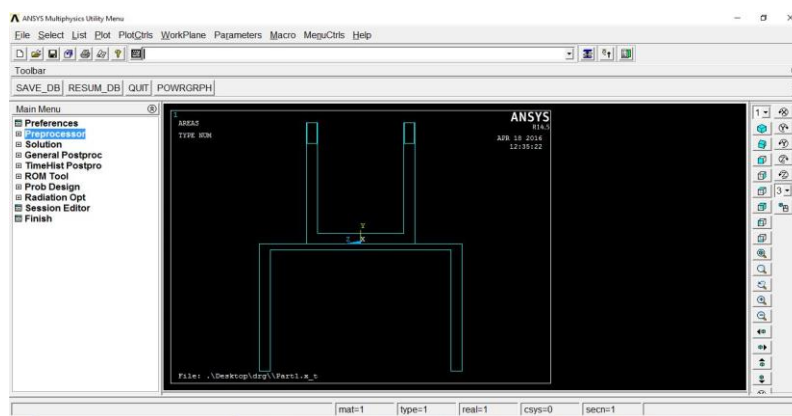 ANSYS Multiphysics Utility Menu
File Select List Plot PlotCtrls WorkPlane Parameters Macro MenuCtrls Help
Toolbar
SAVE_DB RESUM_DB QUIT POWRGRPH
Main Menu
Preferences
Preprocessor
Solution
General Postproc
TimeHist Postpro
ROM Tool
Prob Design
Radiation Opt
Session Editor
Finish
1
AREAS
TYPE NUM
ANSYS
R14.5
APR 18 2016
12:35:22
Y
Z X
File: .\Desktop\drg\\Part1.x_t
1
3
mat=1 type=1 real=1 csys=0 secn=1